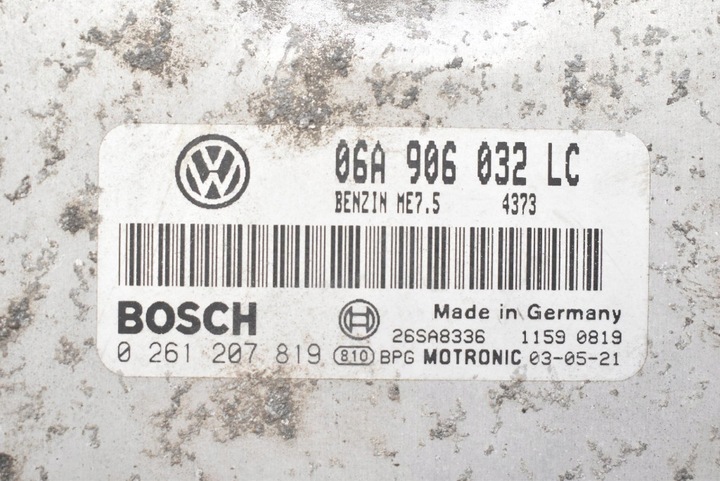 06A 906 032 LC
BENZIN ME7.5 4373
BOSCH
Made in Germany
26SA8336 1159 0819
0 261 207 819 810 BPG MOTRONIC 03-05-21